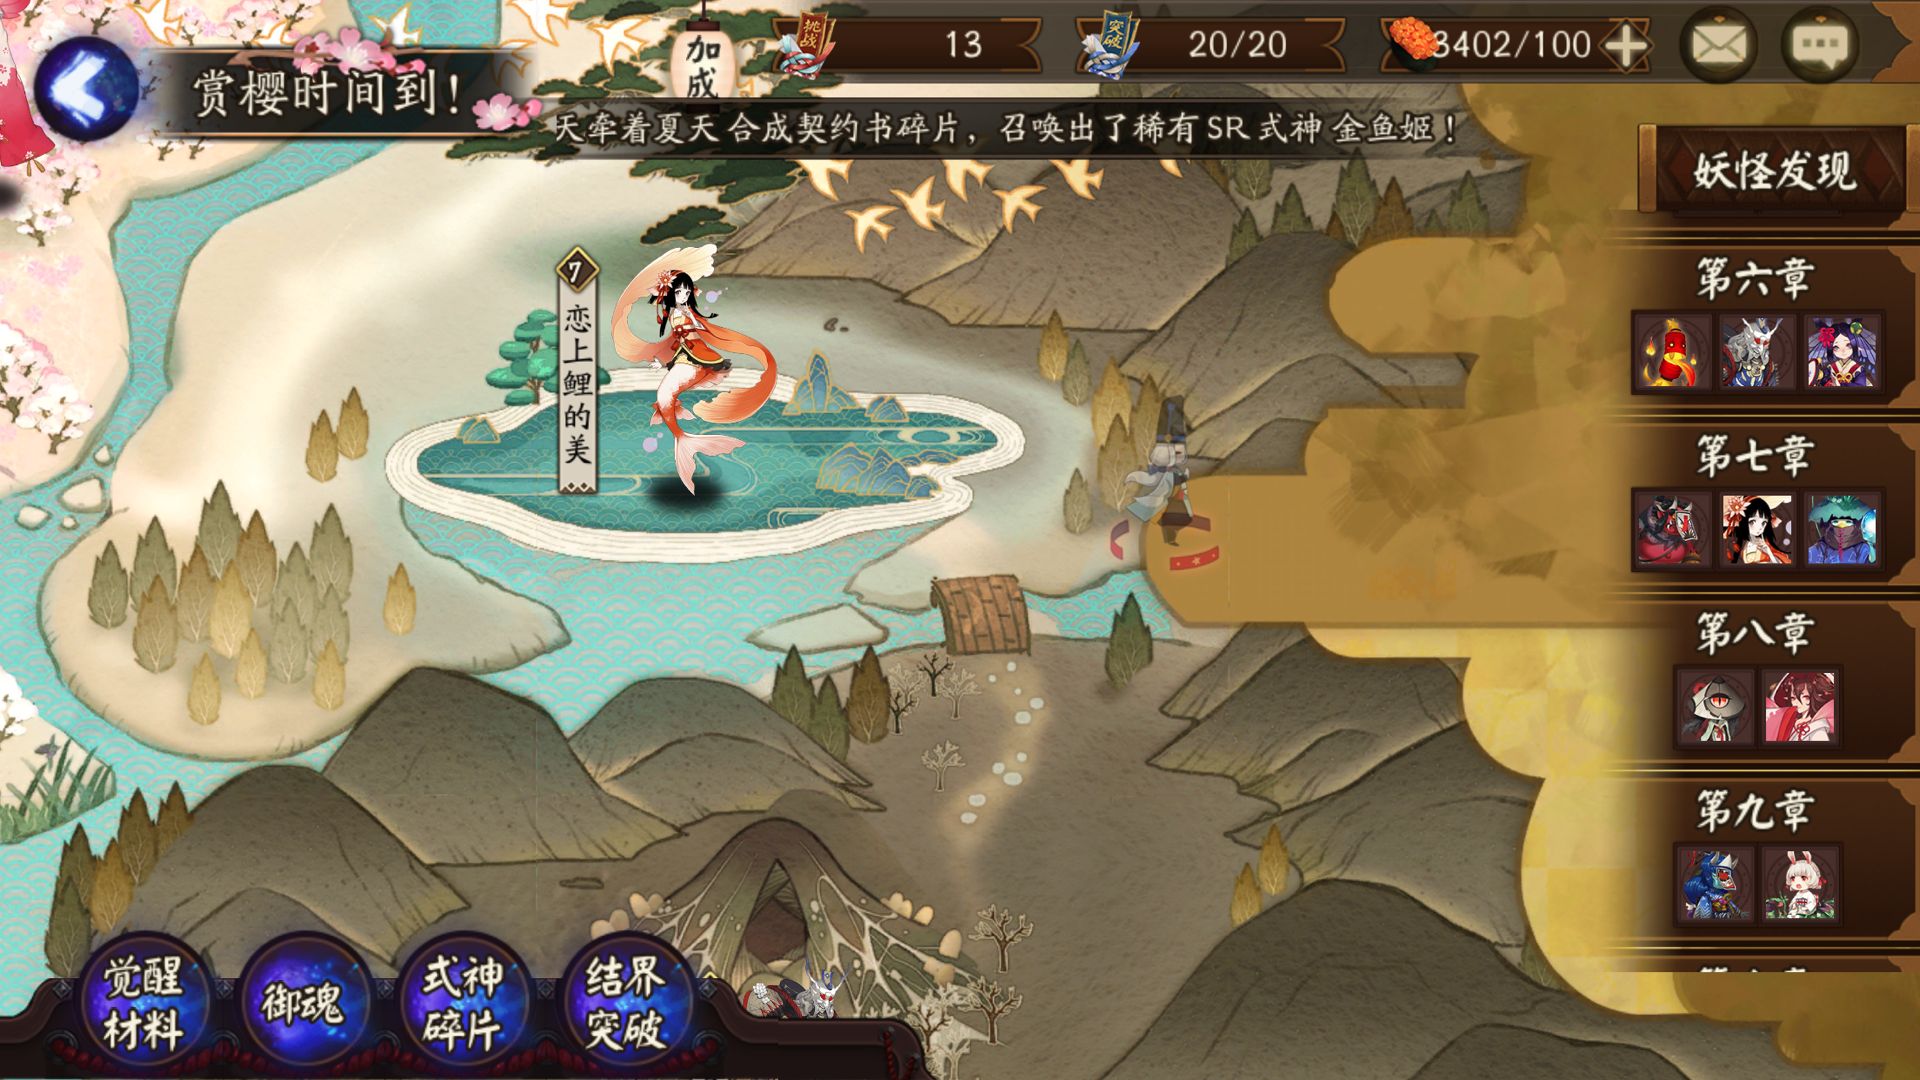 赏樱时间到！
加成
挑战
13
突破
20/20
3402/100
天牵着夏天 合成契约书碎片，召唤出了稀有SR式神 金鱼姬！
妖怪发现
7
恋上鲤的美
第六章
第七章
第八章
第九章
觉醒材料
御魂
式神碎片
结界突破